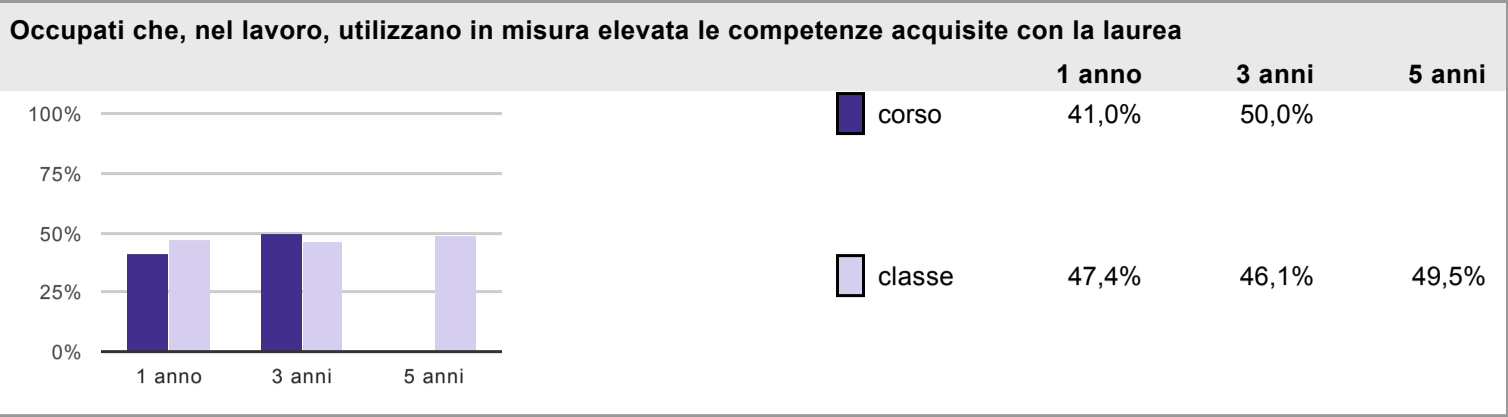 Occupati che, nel lavoro, utilizzano in misura elevata le competenze acquisite con la laurea
1 anno 3 anni 5 anni
100%
75%
50%
25%
0%
1 anno 3 anni 5 anni
corso 41,0% 50,0%
classe 47,4% 46,1% 49,5%